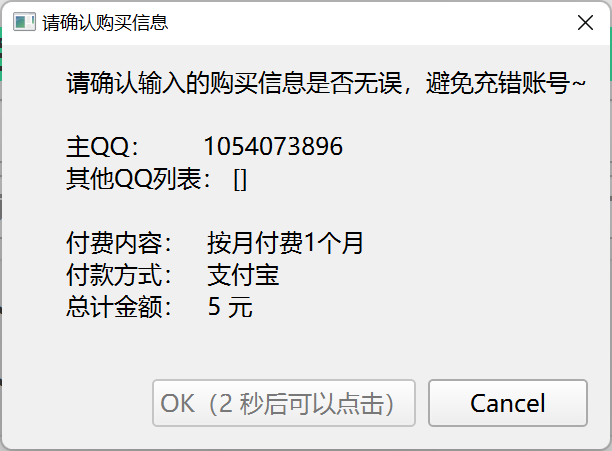 请确认购买信息
请确认输入的购买信息是否无误，避免充错账号~
主QQ： 1054073896
其他QQ列表： []
付费内容： 按月付费1个月
付款方式： 支付宝
总计金额： 5 元
OK（2 秒后可以点击） Cancel